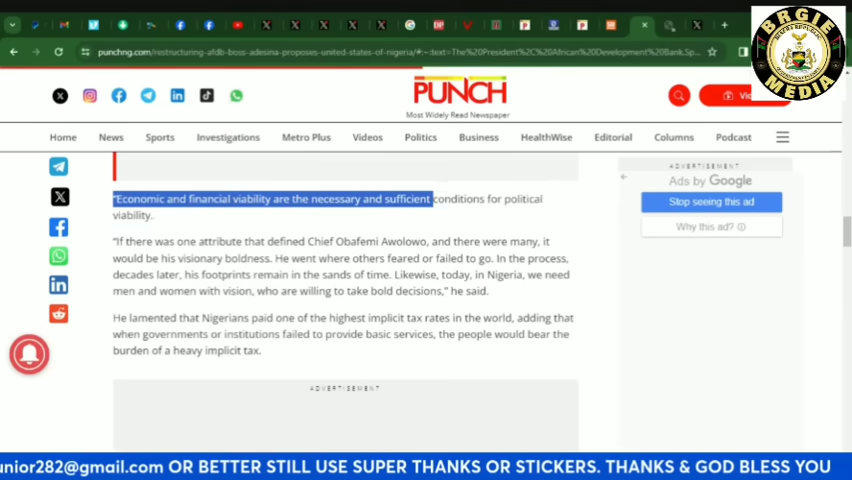 BRGIE
MEDIA
punchng.com/restructuring-afdb-boss-adesina-proposes-united-states-of-nigeria/#:~:text=The%20President%2C%20African%20Development%20Bank.Sp...
PUNCH
Most Widely Read Newspaper
Home News Sports Investigations Metro Plus Videos Politics Business HealthWise Editorial Columns Podcast
ADVERTISEMENT
Ads by Google
Stop seeing this ad
Why this ad?
“Economic and financial viability are the necessary and sufficient conditions for political
viability.
“If there was one attribute that defined Chief Obafemi Awolowo, and there were many, it
would be his visionary boldness. He went where others feared or failed to go. In the process,
decades later, his footprints remain in the sands of time. Likewise, today, in Nigeria, we need
men and women with vision, who are willing to take bold decisions,” he said.
He lamented that Nigerians paid one of the highest implicit tax rates in the world, adding that
when governments or institutions failed to provide basic services, the people would bear the
burden of a heavy implicit tax.
ADVERTISEMENT
unior282@gmail.com OR BETTER STILL USE SUPER THANKS OR STICKERS. THANKS & GOD BLESS YOU